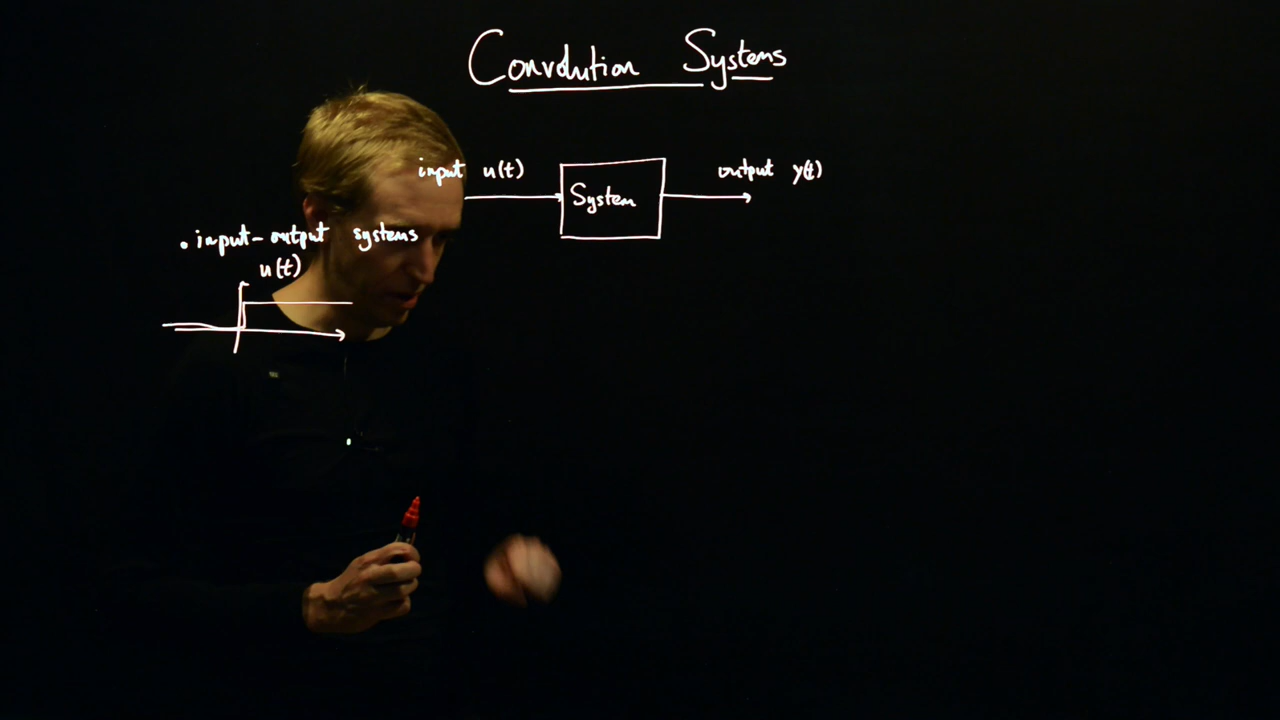 Convolution Systems
input u(t)
System
output y(t)
• input-output systems
u(t)